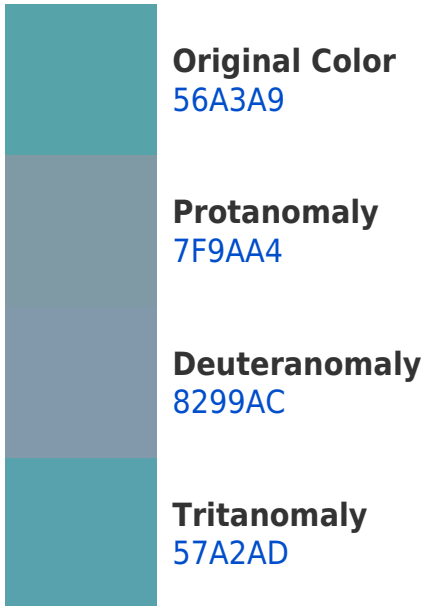 Original Color
56A3A9
Protanomaly
7F9AA4
Deuteranomaly
8299AC
Tritanomaly
57A2AD